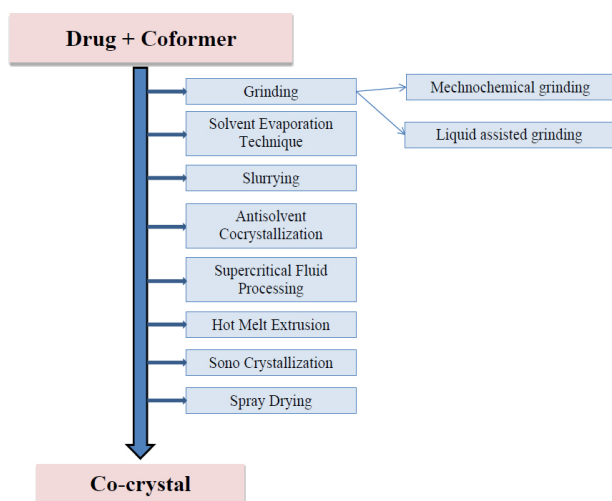 Drug + Coformer
Grinding
Mechnochemical grinding
Liquid assisted grinding
Solvent Evaporation
Technique
Slurrying
Antisolvent
Cocrystallization
Supercritical Fluid
Processing
Hot Melt Extrusion
Sono Crystallization
Spray Drying
Co-crystal